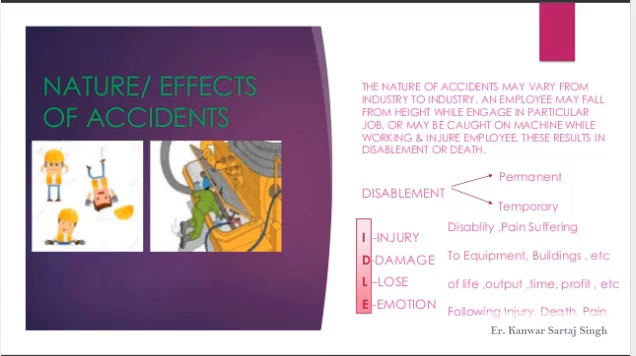 NATURE/ EFFECTS
OF ACCIDENTS
THE NATURE OF ACCIDENTS MAY VARY FROM
INDUSTRY TO INDUSTRY. AN EMPLOYEE MAY FALL
FROM HEIGHT WHILE ENGAGE IN PARTICULAR
JOB, OR MAY BE CAUGHT ON MACHINE WHILE
WORKING & INJURE EMPLOYEE. THESE RESULTS IN
DISABLEMENT OR DEATH.
Permanent
DISABLEMENT
Temporary
I -INJURY Disablity ,Pain Suffering
D-DAMAGE To Equipment, Buildings , etc
L -LOSE of life ,output ,time, profit , etc
E -EMOTION Following Injury, Death, Pain
Er. Kanwar Sartaj Singh